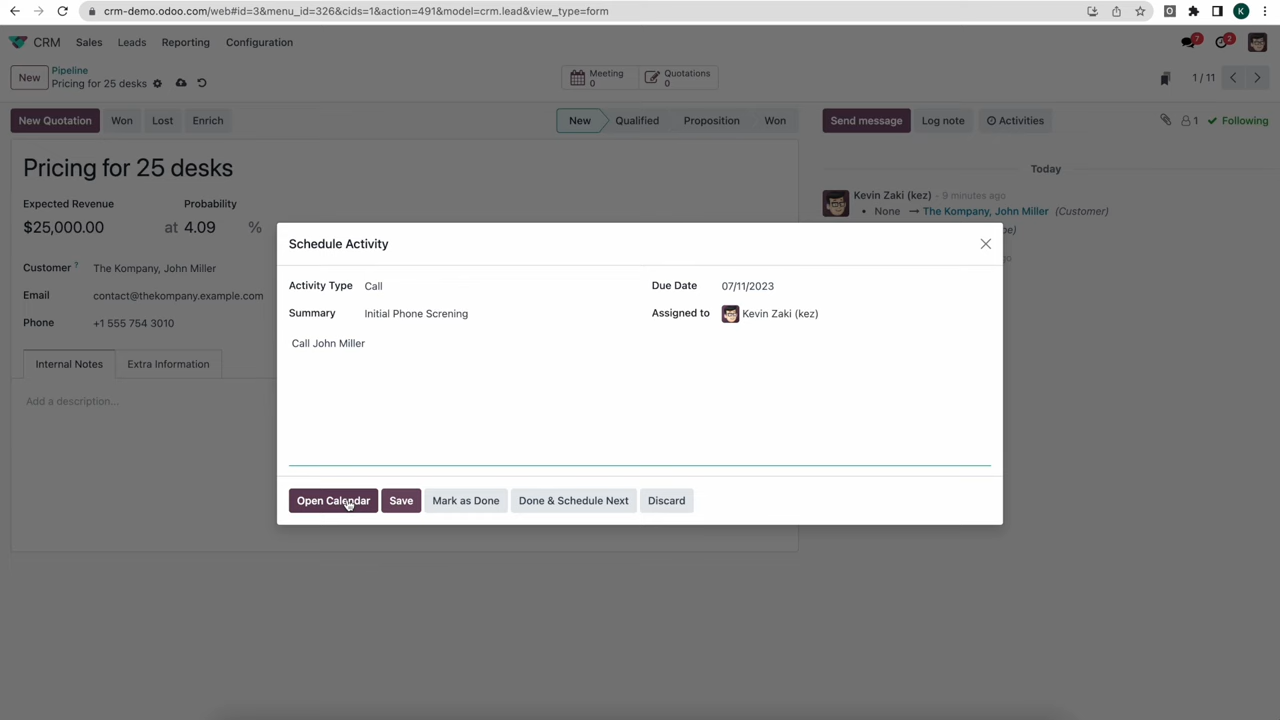 crm-demo.odoo.com/web#id=3&menu_id=326&cids=1&action=491&model=crm.lead&view_type=form
O
K
CRM Sales Leads Reporting Configuration
7
2
New
Pipeline
Pricing for 25 desks
Meeting
0
Quotations
0
1 / 11
New Quotation Won Lost Enrich
New Qualified Proposition Won
Send message Log note Activities
1 Following
Pricing for 25 desks
Today
Expected Revenue Probability
$25,000.00 at 4.09 %
Kevin Zaki (kez) - 9 minutes ago
• None → The Kompany, John Miller (Customer)
Customer ? The Kompany, John Miller
Email contact@thekompany.example.com
Phone +1 555 754 3010
Internal Notes Extra Information
Add a description...
Schedule Activity
Activity Type Call
Due Date 07/11/2023
Summary Initial Phone Screning
Assigned to Kevin Zaki (kez)
Call John Miller
Open Calendar Save Mark as Done Done & Schedule Next Discard